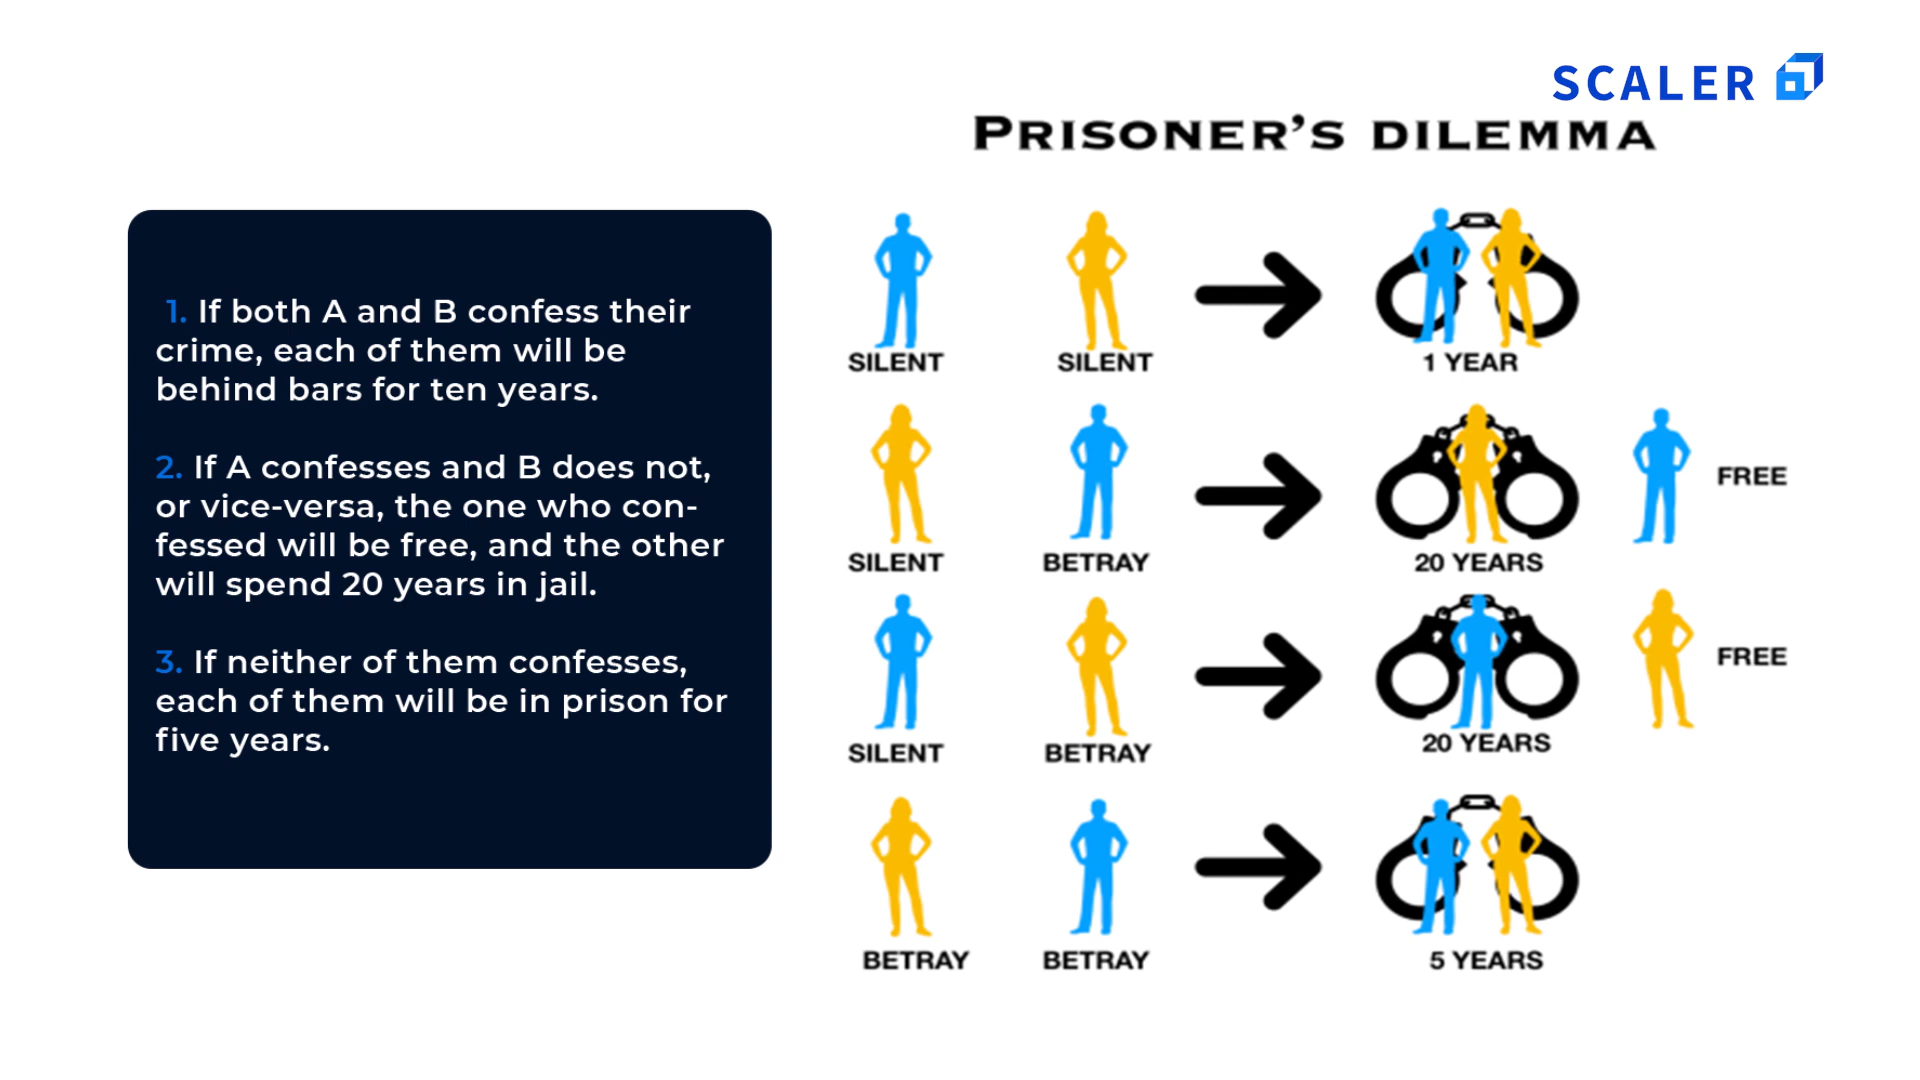 SCALER
PRISONER'S DILEMMA
1. If both A and B confess their
crime, each of them will be
behind bars for ten years.
2. If A confesses and B does not,
or vice-versa, the one who con-
fessed will be free, and the other
will spend 20 years in jail.
3. If neither of them confesses,
each of them will be in prison for
five years.
SILENT SILENT 1 YEAR
FREE
SILENT BETRAY 20 YEARS
FREE
SILENT BETRAY 20 YEARS
BETRAY BETRAY 5 YEARS